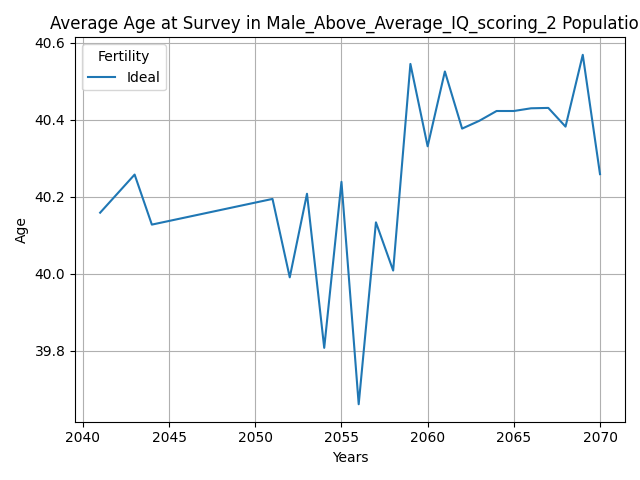 Average Age at Survey in Male_Above_Average_IQ_scoring_2 Populatio
40.6
40.4
40.2
40.0
39.8
Age
Fertility
Ideal
2040 2045 2050 2055 2060 2065 2070
Years